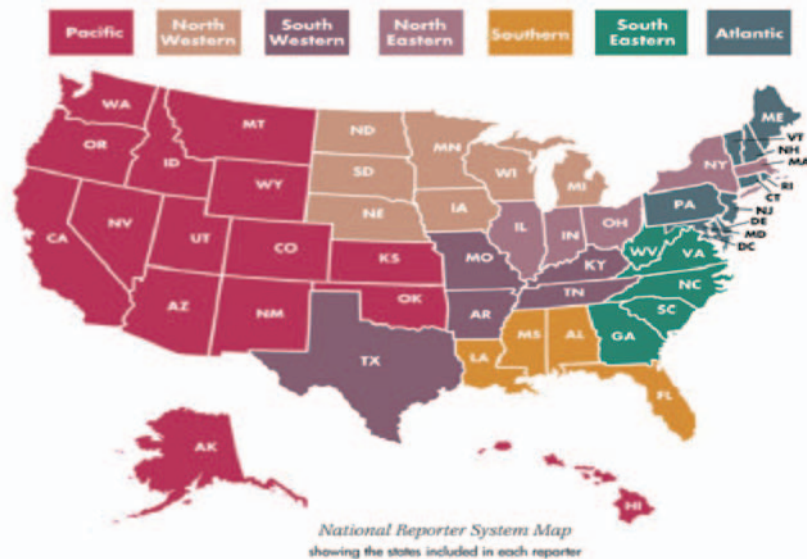 Pacific
North Western
South Western
North Eastern
Southern
South Eastern
Atlantic
WA
MT
ND
MN
ME
OR
ID
SD
WI
MI
NY
VT
NH
MA
WY
NE
IA
PA
RI
CT
NJ
DE
MD
DC
NV
UT
CO
IL
IN
OH
WV
VA
CA
KS
MO
KY
NC
AZ
NM
OK
AR
TN
SC
TX
LA
MS
AL
GA
FL
AK
HI
National Reporter System Map
showing the states included in each reporter